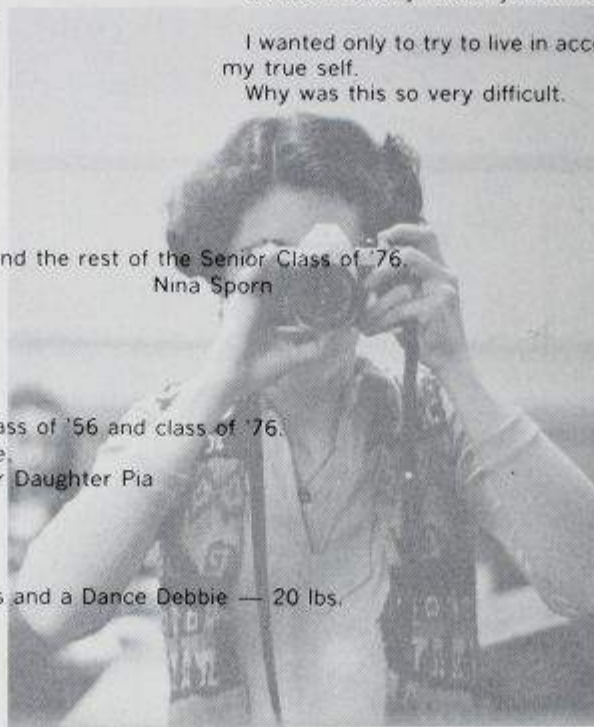 I wanted only to try to live in
my true self.
Why was this so very difficult.
nd the rest of the Senior Class of '76.
Nina Sporn
ass of '56 and class of '76.
e.
r Daughter Pia
s and a Dance Debbie — 20 lbs.